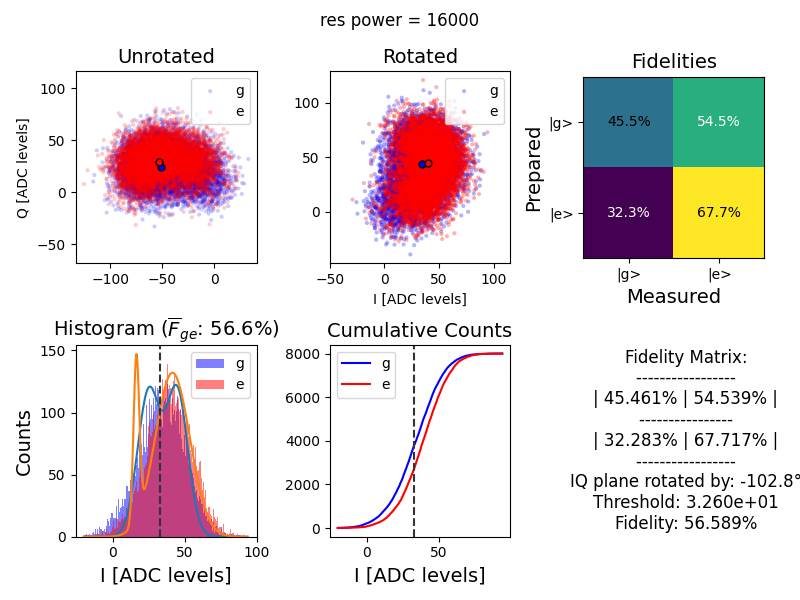 res power = 16000
Unrotated
Q [ADC levels]
100
50
0
−50
−100
−50
0
g
e
Rotated
100
50
0
−50
0
50
100
I [ADC levels]
g
e
Fidelities
Prepared
|g>
|e>
45.5%
54.5%
32.3%
67.7%
|g>
|e>
Measured
Histogram (F̅ge: 56.6%)
Counts
150
100
50
0
0
50
100
I [ADC levels]
g
e
Cumulative Counts
8000
6000
4000
2000
0
0
50
I [ADC levels]
g
e
Fidelity Matrix:
-----------------
| 45.461% | 54.539% |
----------------
| 32.283% | 67.717% |
-----------------
IQ plane rotated by: -102.8°
Threshold: 3.260e+01
Fidelity: 56.589%